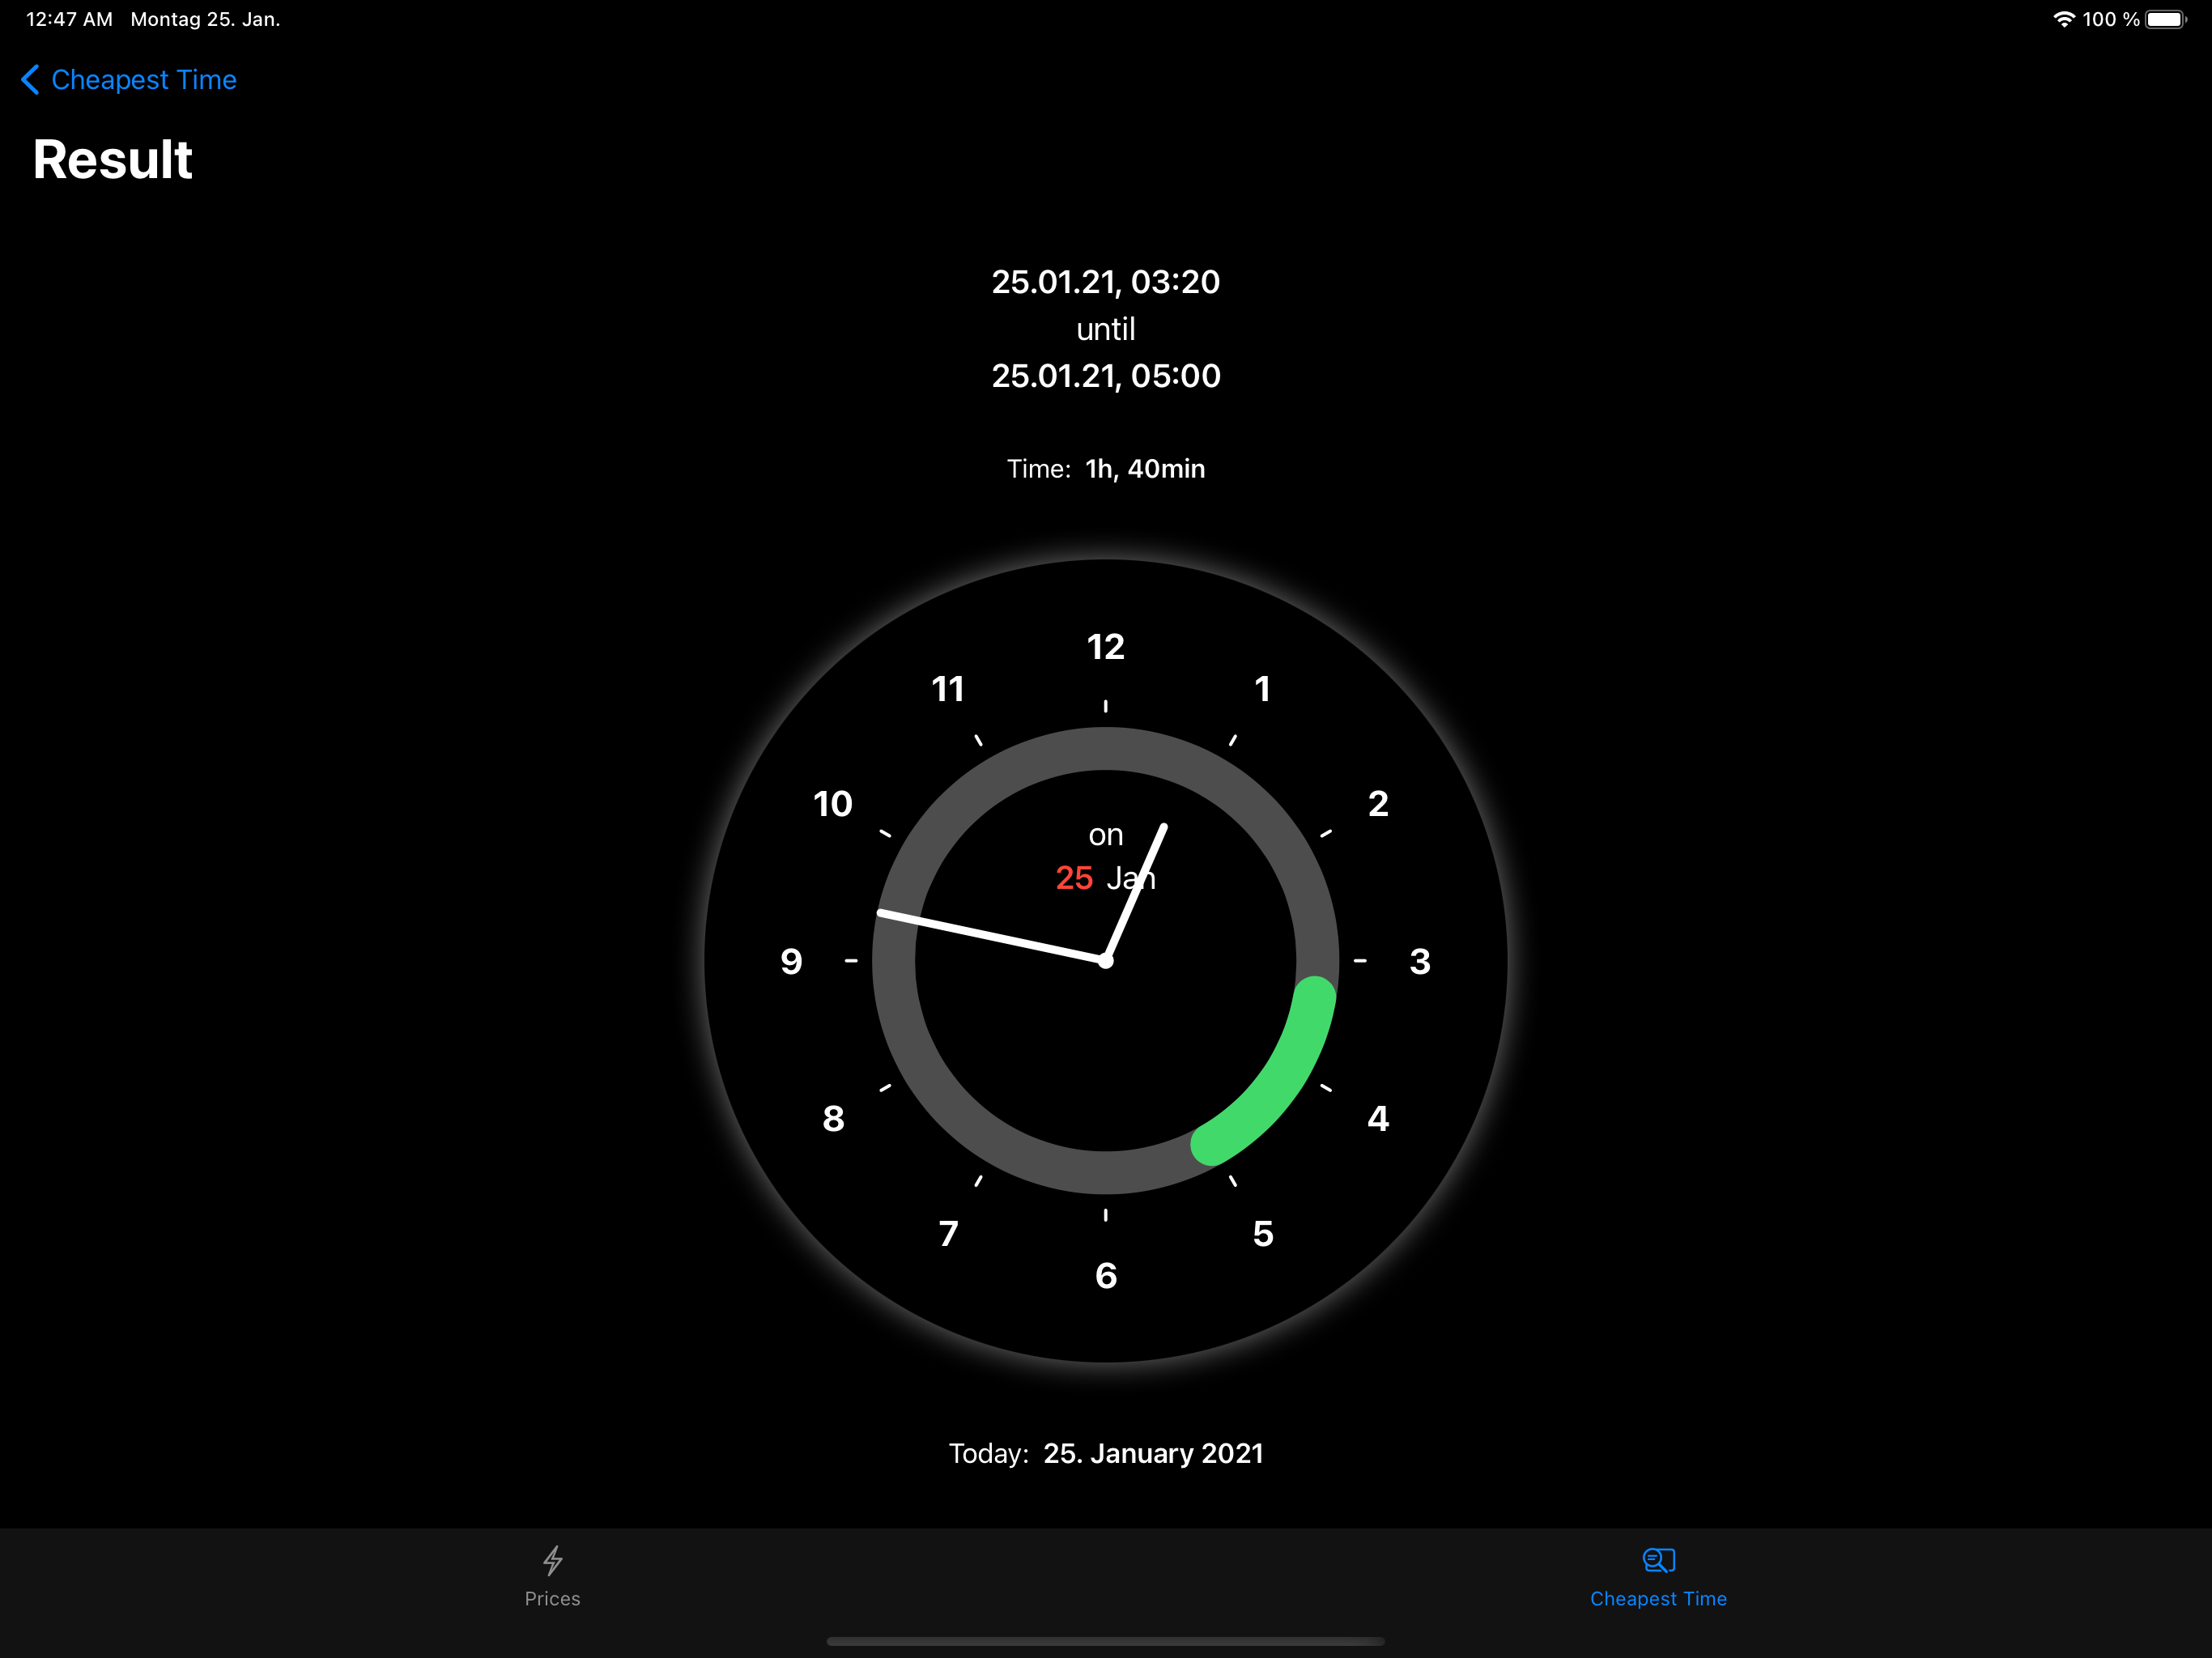 12:47 AM Montag 25. Jan. 100 %
Cheapest Time
Result
25.01.21, 03:20
until
25.01.21, 05:00
Time: 1h, 40min
12
11 1
10 2
on
25 Jan
9 3
8 4
7 5
6
Today: 25. January 2021
Prices Cheapest Time